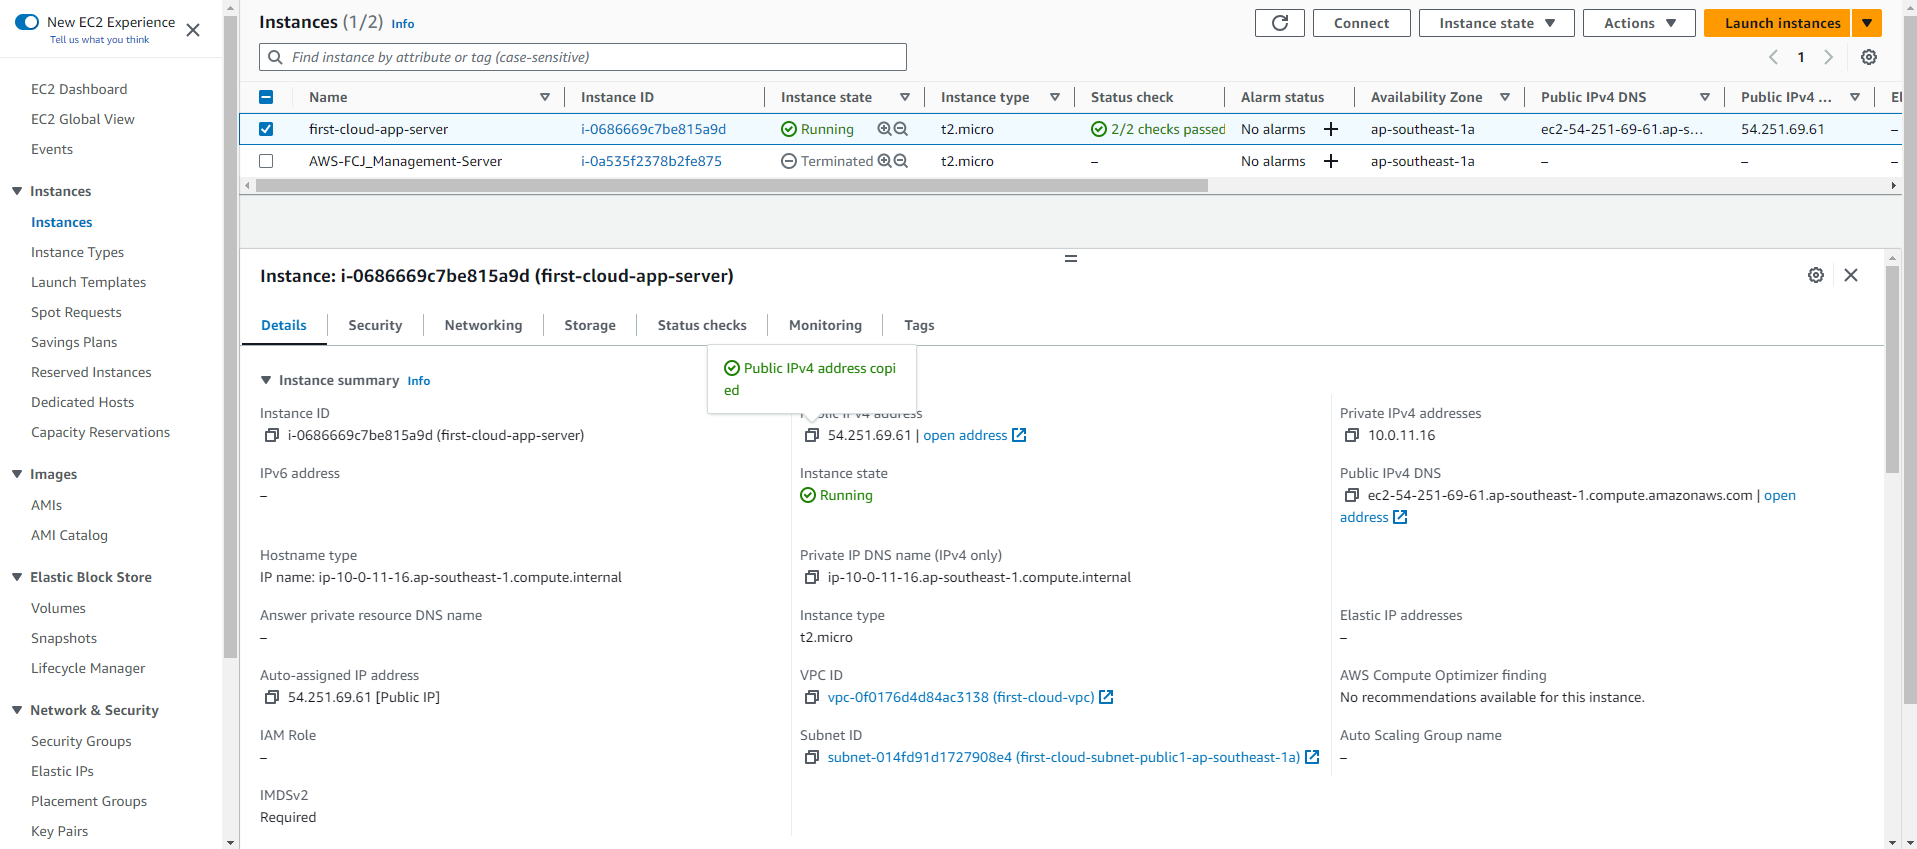 New EC2 Experience
Tell us what you think
EC2 Dashboard
EC2 Global View
Events
Instances
Instances
Instance Types
Launch Templates
Spot Requests
Savings Plans
Reserved Instances
Dedicated Hosts
Capacity Reservations
Images
AMIs
AMI Catalog
Elastic Block Store
Volumes
Snapshots
Lifecycle Manager
Network & Security
Security Groups
Elastic IPs
Placement Groups
Key Pairs
Instances (1/2) Info
Connect Instance state Actions Launch instances
Find instance by attribute or tag (case-sensitive)
1
Name Instance ID Instance state Instance type Status check Alarm status Availability Zone Public IPv4 DNS Public IPv4 ... El
first-cloud-app-server i-0686669c7be815a9d Running t2.micro 2/2 checks passed No alarms + ap-southeast-1a ec2-54-251-69-61.ap-s... 54.251.69.61 –
AWS-FCJ_Management-Server i-0a535f2378b2fe875 Terminated t2.micro – No alarms + ap-southeast-1a – – –
Instance: i-0686669c7be815a9d (first-cloud-app-server)
Details Security Networking Storage Status checks Monitoring Tags
Public IPv4 address copi
ed
Instance summary Info
Instance ID
i-0686669c7be815a9d (first-cloud-app-server)
Public IPv4 address
54.251.69.61 | open address
Private IPv4 addresses
10.0.11.16
IPv6 address
–
Instance state
Running
Public IPv4 DNS
ec2-54-251-69-61.ap-southeast-1.compute.amazonaws.com | open
address
Hostname type
IP name: ip-10-0-11-16.ap-southeast-1.compute.internal
Private IP DNS name (IPv4 only)
ip-10-0-11-16.ap-southeast-1.compute.internal
Answer private resource DNS name
–
Instance type
t2.micro
Elastic IP addresses
–
Auto-assigned IP address
54.251.69.61 [Public IP]
VPC ID
vpc-0f0176d4d84ac3138 (first-cloud-vpc)
AWS Compute Optimizer finding
No recommendations available for this instance.
IAM Role
–
Subnet ID
subnet-014fd91d1727908e4 (first-cloud-subnet-public1-ap-southeast-1a)
Auto Scaling Group name
–
IMDSv2
Required